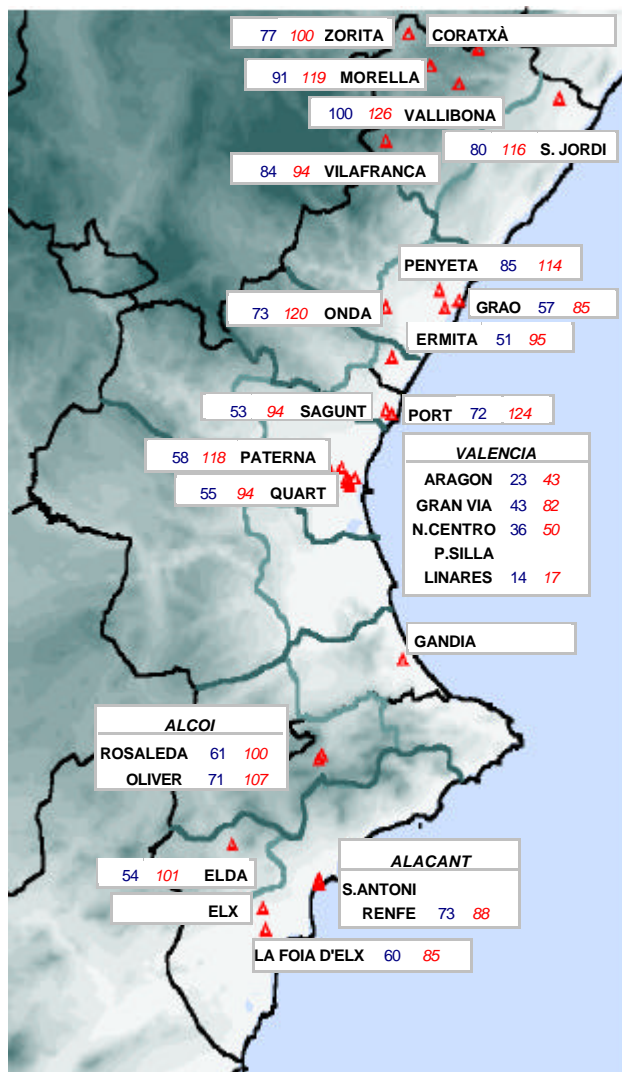 77 100 ZORITA
CORATXÀ
91 119 MORELLA
100 126 VALLIBONA
80 116 S. JORDI
84 94 VILAFRANCA
PENYETA 85 114
73 120 ONDA
GRAO 57 85
ERMITA 51 95
53 94 SAGUNT
PORT 72 124
58 118 PATERNA
55 94 QUART
VALENCIA
ARAGON 23 43
GRAN VIA 43 82
N.CENTRO 36 50
P.SILLA
LINARES 14 17
GANDIA
ALCOI
ROSALEDA 61 100
OLIVER 71 107
54 101 ELDA
ELX
ALACANT
S.ANTONI
RENFE 73 88
LA FOIA D'ELX 60 85